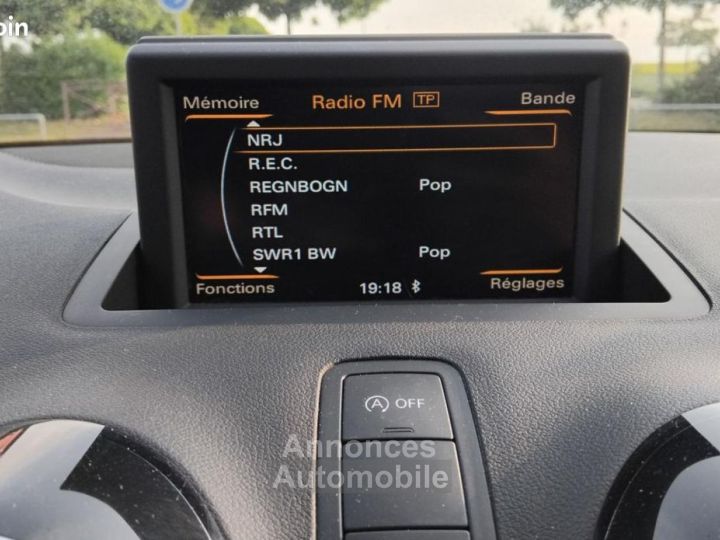 oin
Mémoire Radio FM TP Bande
NRJ
R.E.C.
REGNBOGN Pop
RFM
RTL
SWR1 BW Pop
Fonctions 19:18 Réglages
A OFF
Annonces
Automobile